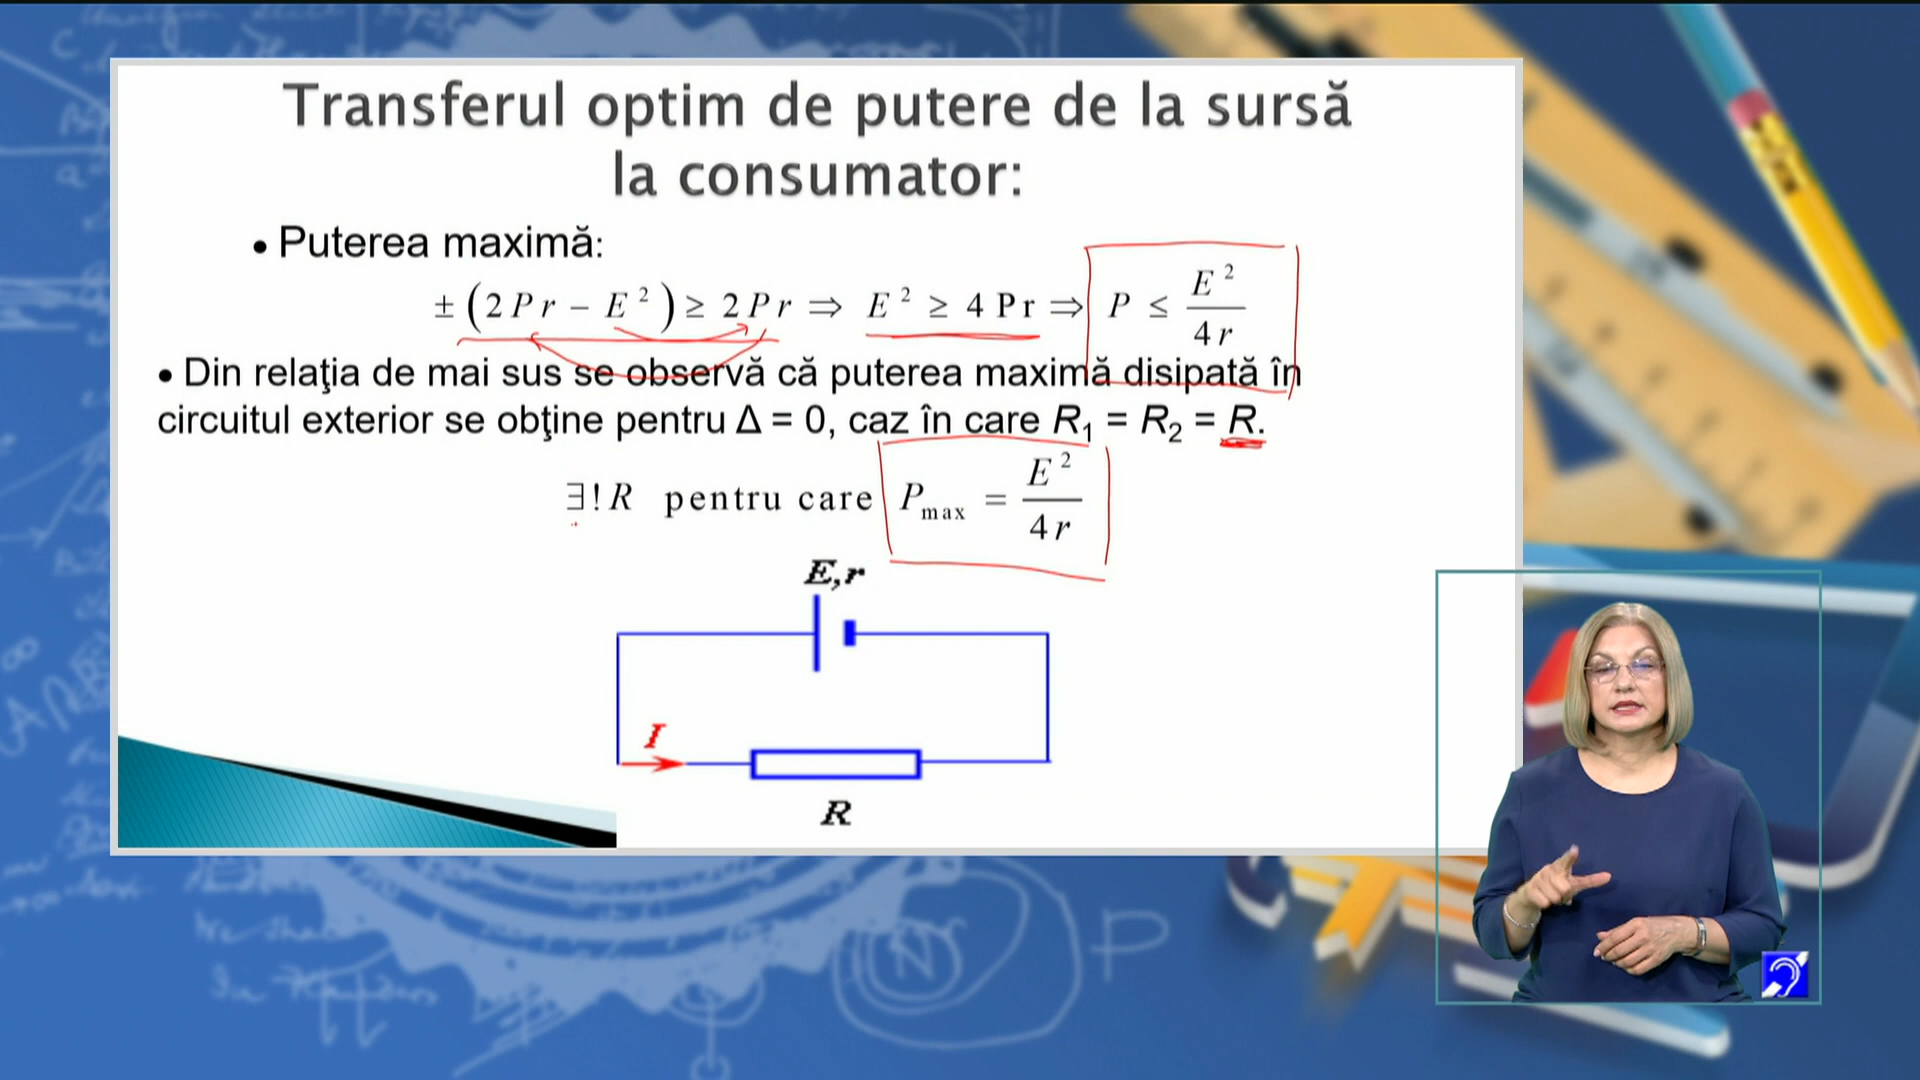 Transferul optim de putere de la sursă
la consumator:
• Puterea maximă:
± (2Pr – E²) ≥ 2Pr ⇒ E² ≥ 4 Pr ⇒ P ≤ E²/4r
• Din relaţia de mai sus se observă că puterea maximă disipată în
circuitul exterior se obţine pentru Δ = 0, caz în care R₁ = R₂ = R.
∃! R pentru care P_max = E²/4r
E,r
I
R